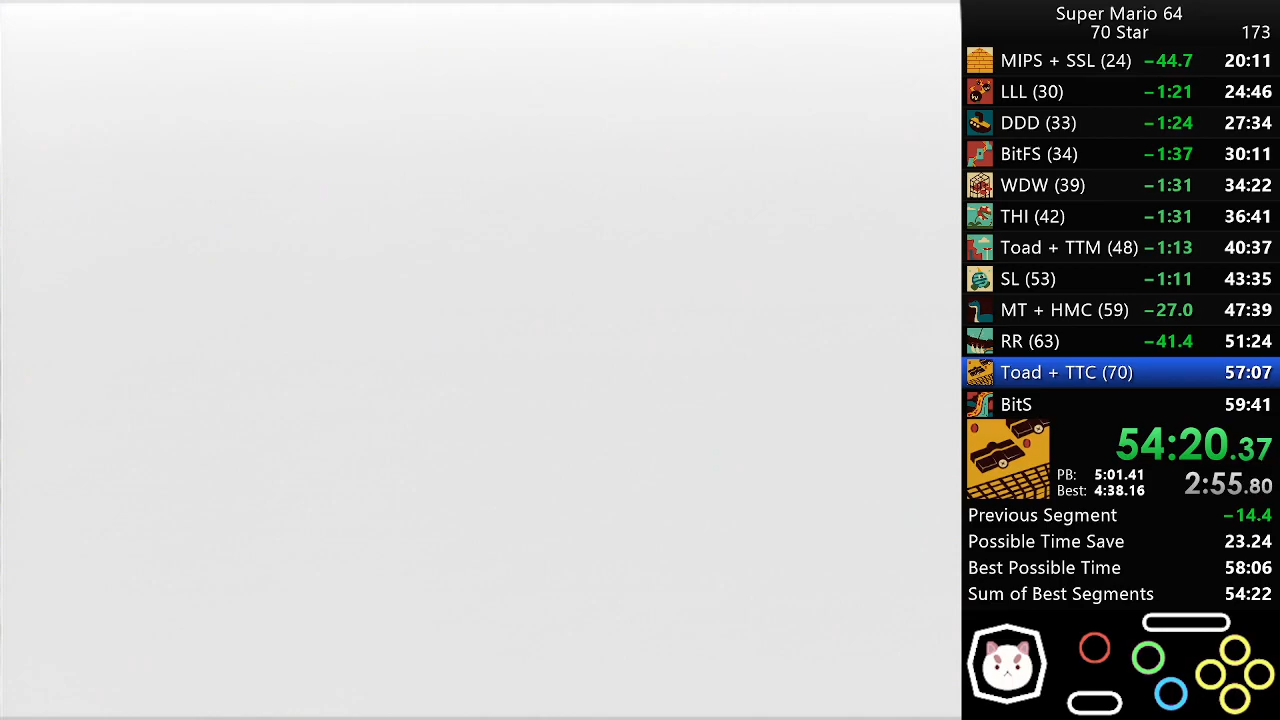 Super Mario 64
70 Star 173
MIPS + SSL (24) −44.7 20:11
LLL (30) −1:21 24:46
DDD (33) −1:24 27:34
BitFS (34) −1:37 30:11
WDW (39) −1:31 34:22
THI (42) −1:31 36:41
Toad + TTM (48) −1:13 40:37
SL (53) −1:11 43:35
MT + HMC (59) −27.0 47:39
RR (63) −41.4 51:24
Toad + TTC (70) 57:07
BitS 59:41
54:20.37
PB: 5:01.41
Best: 4:38.16
2:55.80
Previous Segment −14.4
Possible Time Save 23.24
Best Possible Time 58:06
Sum of Best Segments 54:22